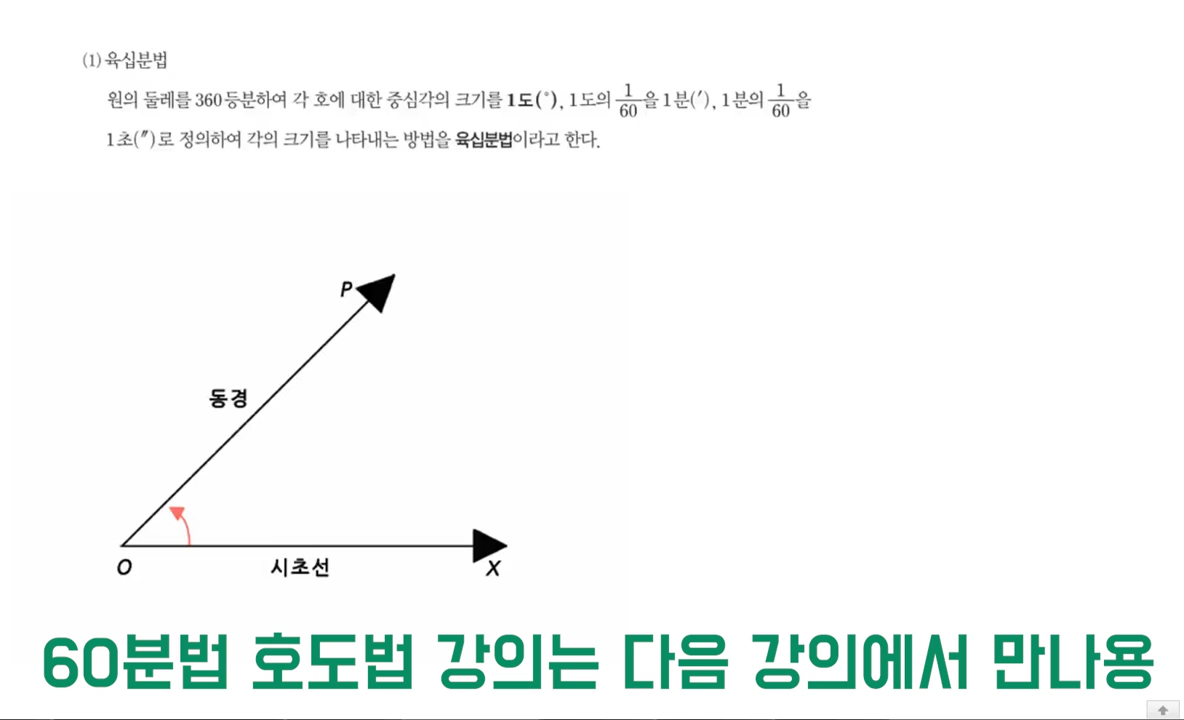 (1) 육십분법
원의 둘레를 360등분하여 각 호에 대한 중심각의 크기를 1도(°), 1도의 1/60을 1분(′), 1분의 1/60을
1초(″)로 정의하여 각의 크기를 나타내는 방법을 육십분법이라고 한다.
P
동경
O
시초선
X
60분법 호도법 강의는 다음 강의에서 만나용